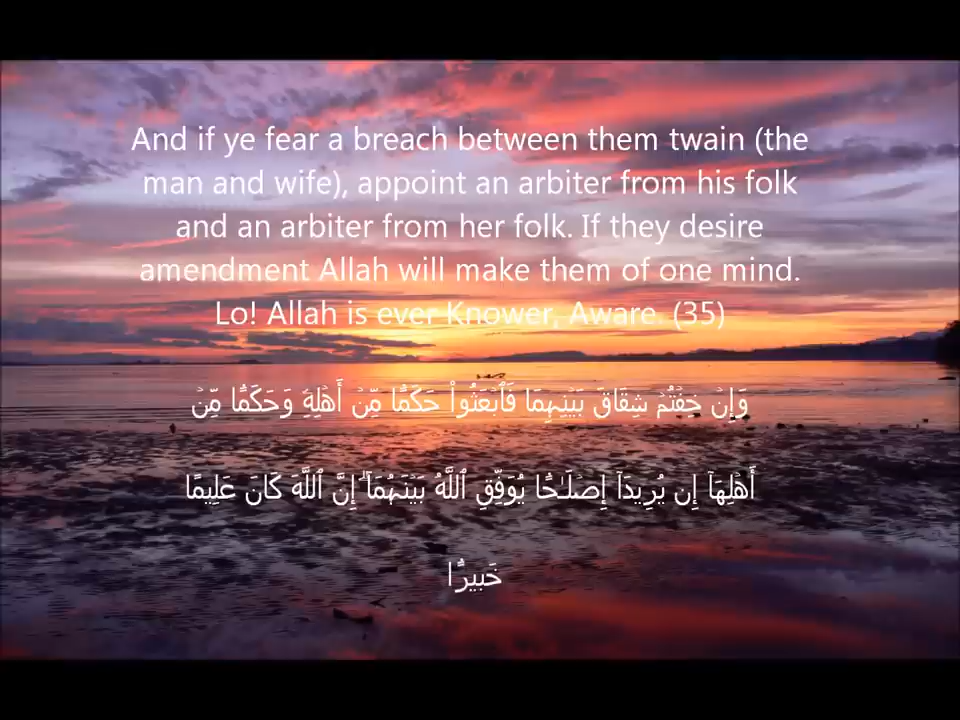 And if ye fear a breach between them twain (the
man and wife), appoint an arbiter from his folk
and an arbiter from her folk. If they desire
amendment Allah will make them of one mind.
Lo! Allah is ever Knower, Aware. (35)
وَإِنْ خِفْتُمْ شِقَاقَ بَيْنِهِمَا فَٱبْعَثُوا۟ حَكَمًۭا مِّنْ أَهْلِهِۦ وَحَكَمًۭا مِّنْ
أَهْلِهَآ إِن يُرِيدَآ إِصْلَـٰحًۭا يُوَفِّقِ ٱللَّهُ بَيْنَهُمَآ ۗ إِنَّ ٱللَّهَ كَانَ عَلِيمًا
خَبِيرًۭا